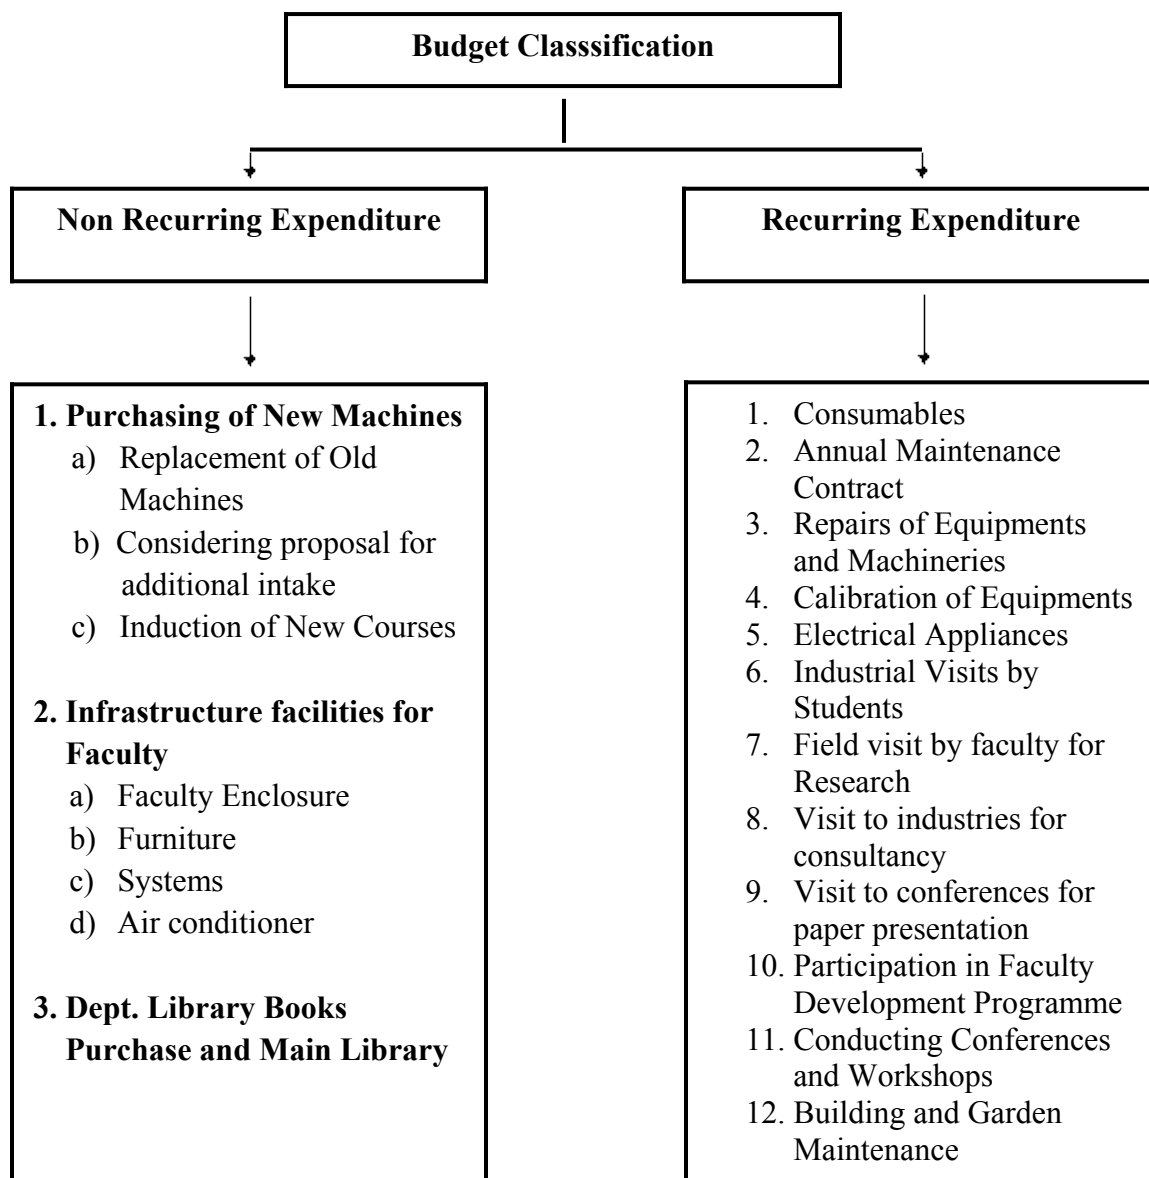 Budget Classsification
Non Recurring Expenditure
Recurring Expenditure
1. Purchasing of New Machines
a) Replacement of Old
Machines
b) Considering proposal for
additional intake
c) Induction of New Courses
2. Infrastructure facilities for
Faculty
a) Faculty Enclosure
b) Furniture
c) Systems
d) Air conditioner
3. Dept. Library Books
Purchase and Main Library
1. Consumables
2. Annual Maintenance
Contract
3. Repairs of Equipments
and Machineries
4. Calibration of Equipments
5. Electrical Appliances
6. Industrial Visits by
Students
7. Field visit by faculty for
Research
8. Visit to industries for
consultancy
9. Visit to conferences for
paper presentation
10. Participation in Faculty
Development Programme
11. Conducting Conferences
and Workshops
12. Building and Garden
Maintenance